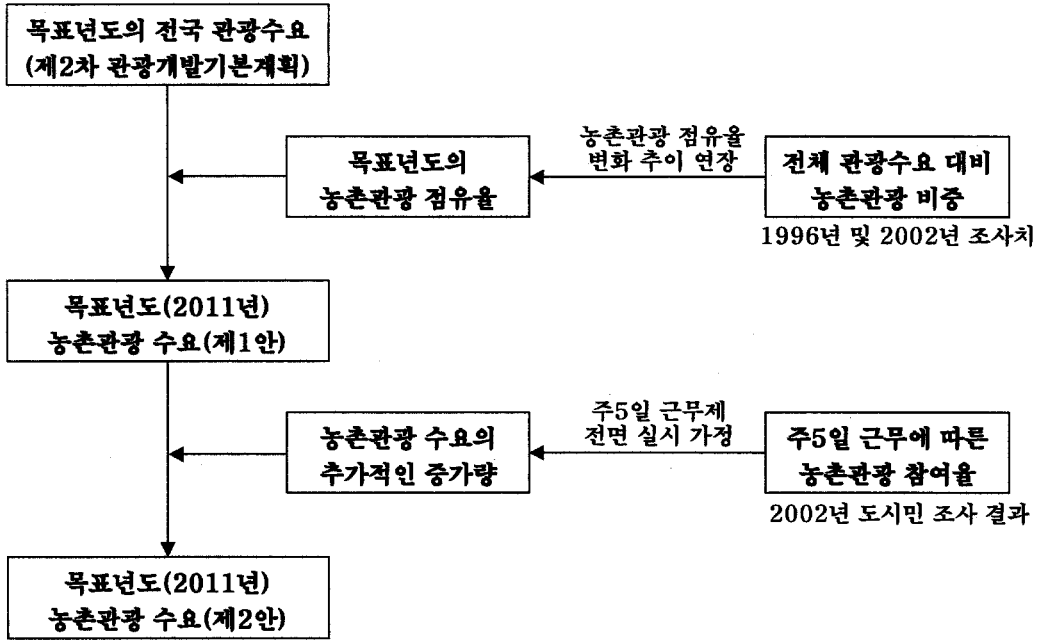 목표년도의 전국 관광수요
(제2차 관광개발기본계획)
농촌관광 점유율
변화 추이 연장
목표년도의
농촌관광 점유율
전체 관광수요 대비
농촌관광 비중
1996년 및 2002년 조사치
목표년도(2011년)
농촌관광 수요(제1안)
주5일 근무제
전면 실시 가정
농촌관광 수요의
추가적인 증가량
주5일 근무에 따른
농촌관광 참여율
2002년 도시민 조사 결과
목표년도(2011년)
농촌관광 수요(제2안)